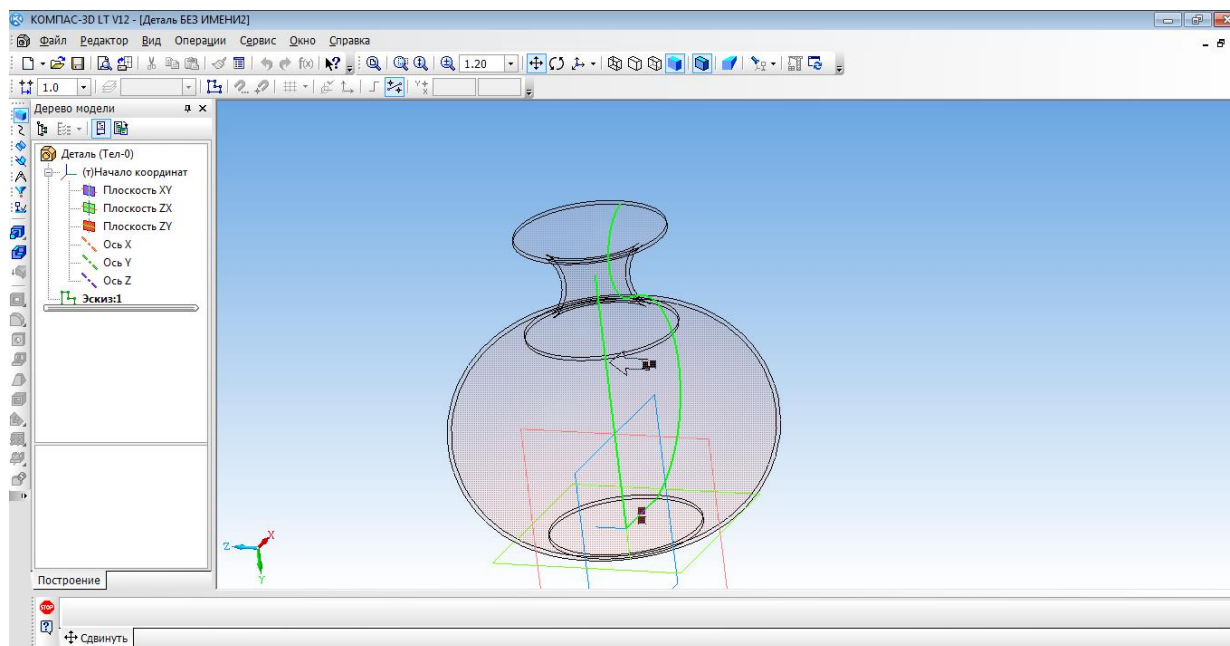 КОМПАС-3D LT V12 - [Деталь БЕЗ ИМЕНИ2]
Файл Редактор Вид Операции Сервис Окно Справка
f(x) 1.20
1.0
Дерево модели
Деталь (Тел-0)
(т)Начало координат
Плоскость XY
Плоскость ZX
Плоскость ZY
Ось X
Ось Y
Ось Z
Эскиз:1
Z X
Y
Построение
STOP
Сдвинуть